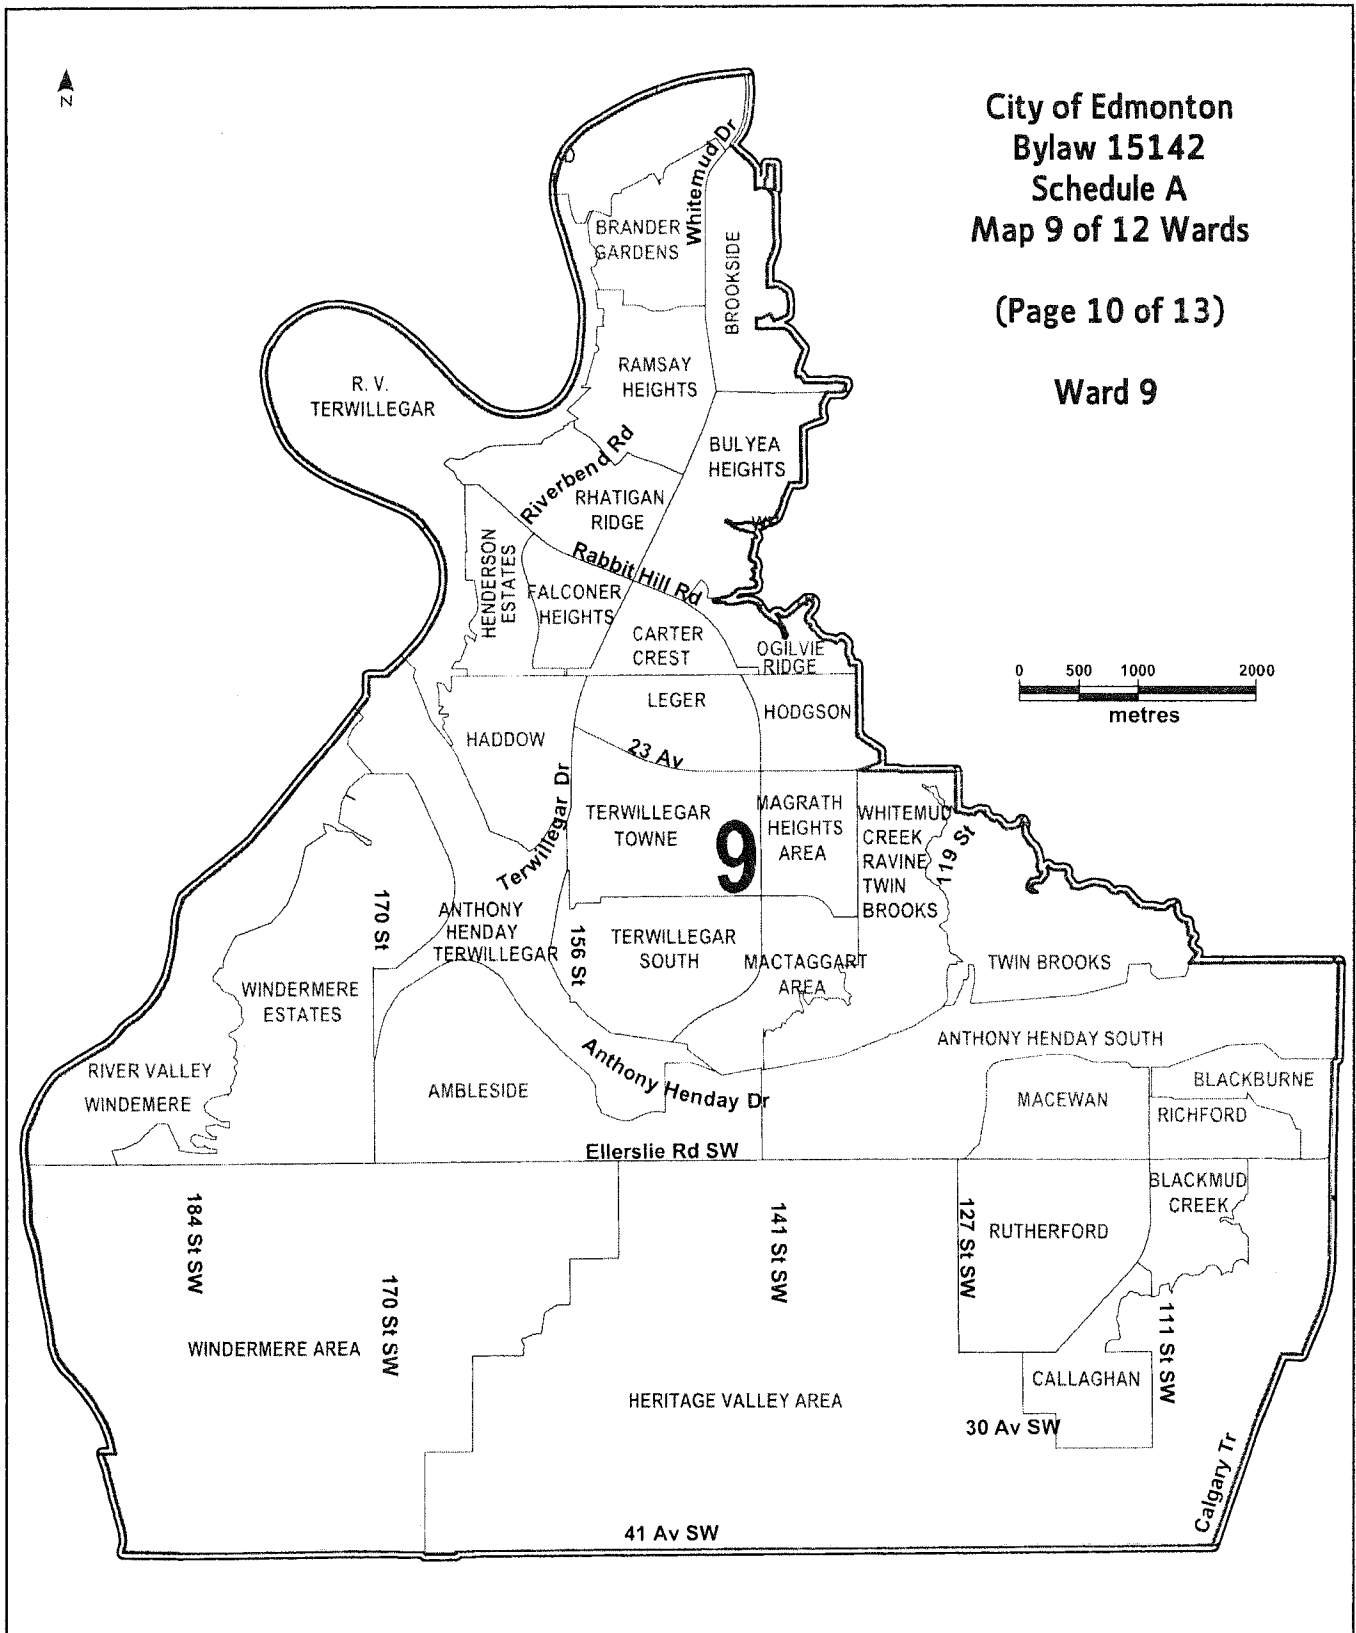 N
City of Edmonton
Bylaw 15142
Schedule A
Map 9 of 12 Wards
(Page 10 of 13)
Ward 9
Whitemud Dr
BRANDER
GARDENS
BROOKSIDE
RAMSAY
HEIGHTS
R. V.
TERWILLEGAR
BULYEA
HEIGHTS
Riverbend Rd
RHATIGAN
RIDGE
HENDERSON
ESTATES
Rabbit Hill Rd
FALCONER
HEIGHTS
CARTER
CREST
OGILVIE
RIDGE
0 500 1000 2000
metres
LEGER
HODGSON
HADDOW
23 Av
Terwillegar Dr
TERWILLEGAR
TOWNE
9
MAGRATH
HEIGHTS
AREA
WHITEMUD
CREEK
RAVINE
TWIN
BROOKS
119 St
170 St
ANTHONY
HENDAY
TERWILLEGAR
156 St
TERWILLEGAR
SOUTH
MACTAGGART
AREA
TWIN BROOKS
WINDERMERE
ESTATES
ANTHONY HENDAY SOUTH
RIVER VALLEY
WINDEMERE
AMBLESIDE
Anthony Henday Dr
MACEWAN
BLACKBURNE
RICHFORD
Ellerslie Rd SW
184 St SW
170 St SW
141 St SW
127 St SW
RUTHERFORD
BLACKMUD
CREEK
111 St SW
WINDERMERE AREA
HERITAGE VALLEY AREA
CALLAGHAN
30 Av SW
Calgary Tr
41 Av SW